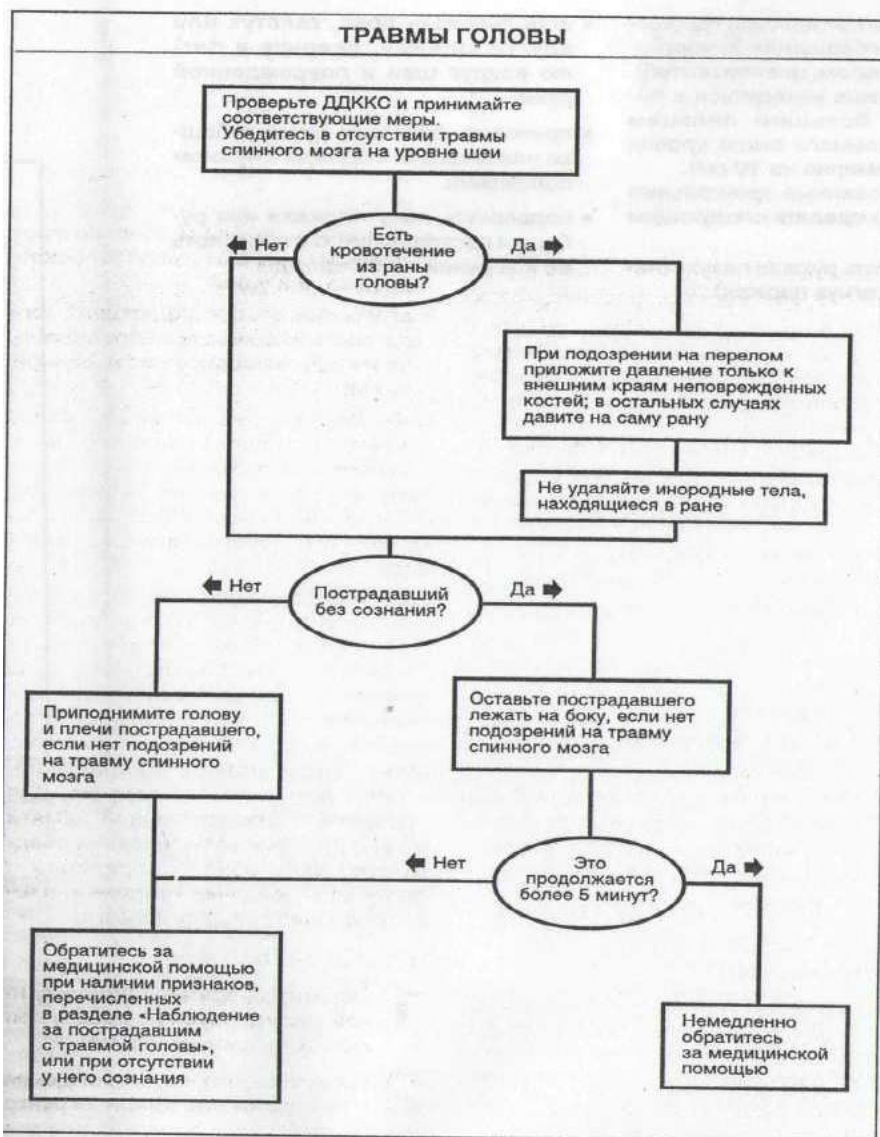 ТРАВМЫ ГОЛОВЫ
Проверьте ДДККС и принимайте
соответствующие меры.
Убедитесь в отсутствии травмы
спинного мозга на уровне шеи
Есть
кровотечение
из раны
головы?
Нет
Да
При подозрении на перелом
приложите давление только к
внешним краям неповрежденных
костей; в остальных случаях
давите на саму рану
Не удаляйте инородные тела,
находящиеся в ране
Нет
Пострадавший
без сознания?
Да
Приподнимите голову
и плечи пострадавшего,
если нет подозрений
на травму спинного
мозга
Оставьте пострадавшего
лежать на боку, если нет
подозрений на травму
спинного мозга
Нет
Это
продолжается
более 5 минут?
Да
Обратитесь за
медицинской помощью
при наличии признаков,
перечисленных
в разделе «Наблюдение
за пострадавшим
с травмой головы»,
или при отсутствии
у него сознания
Немедленно
обратитесь
за медицинской
помощью